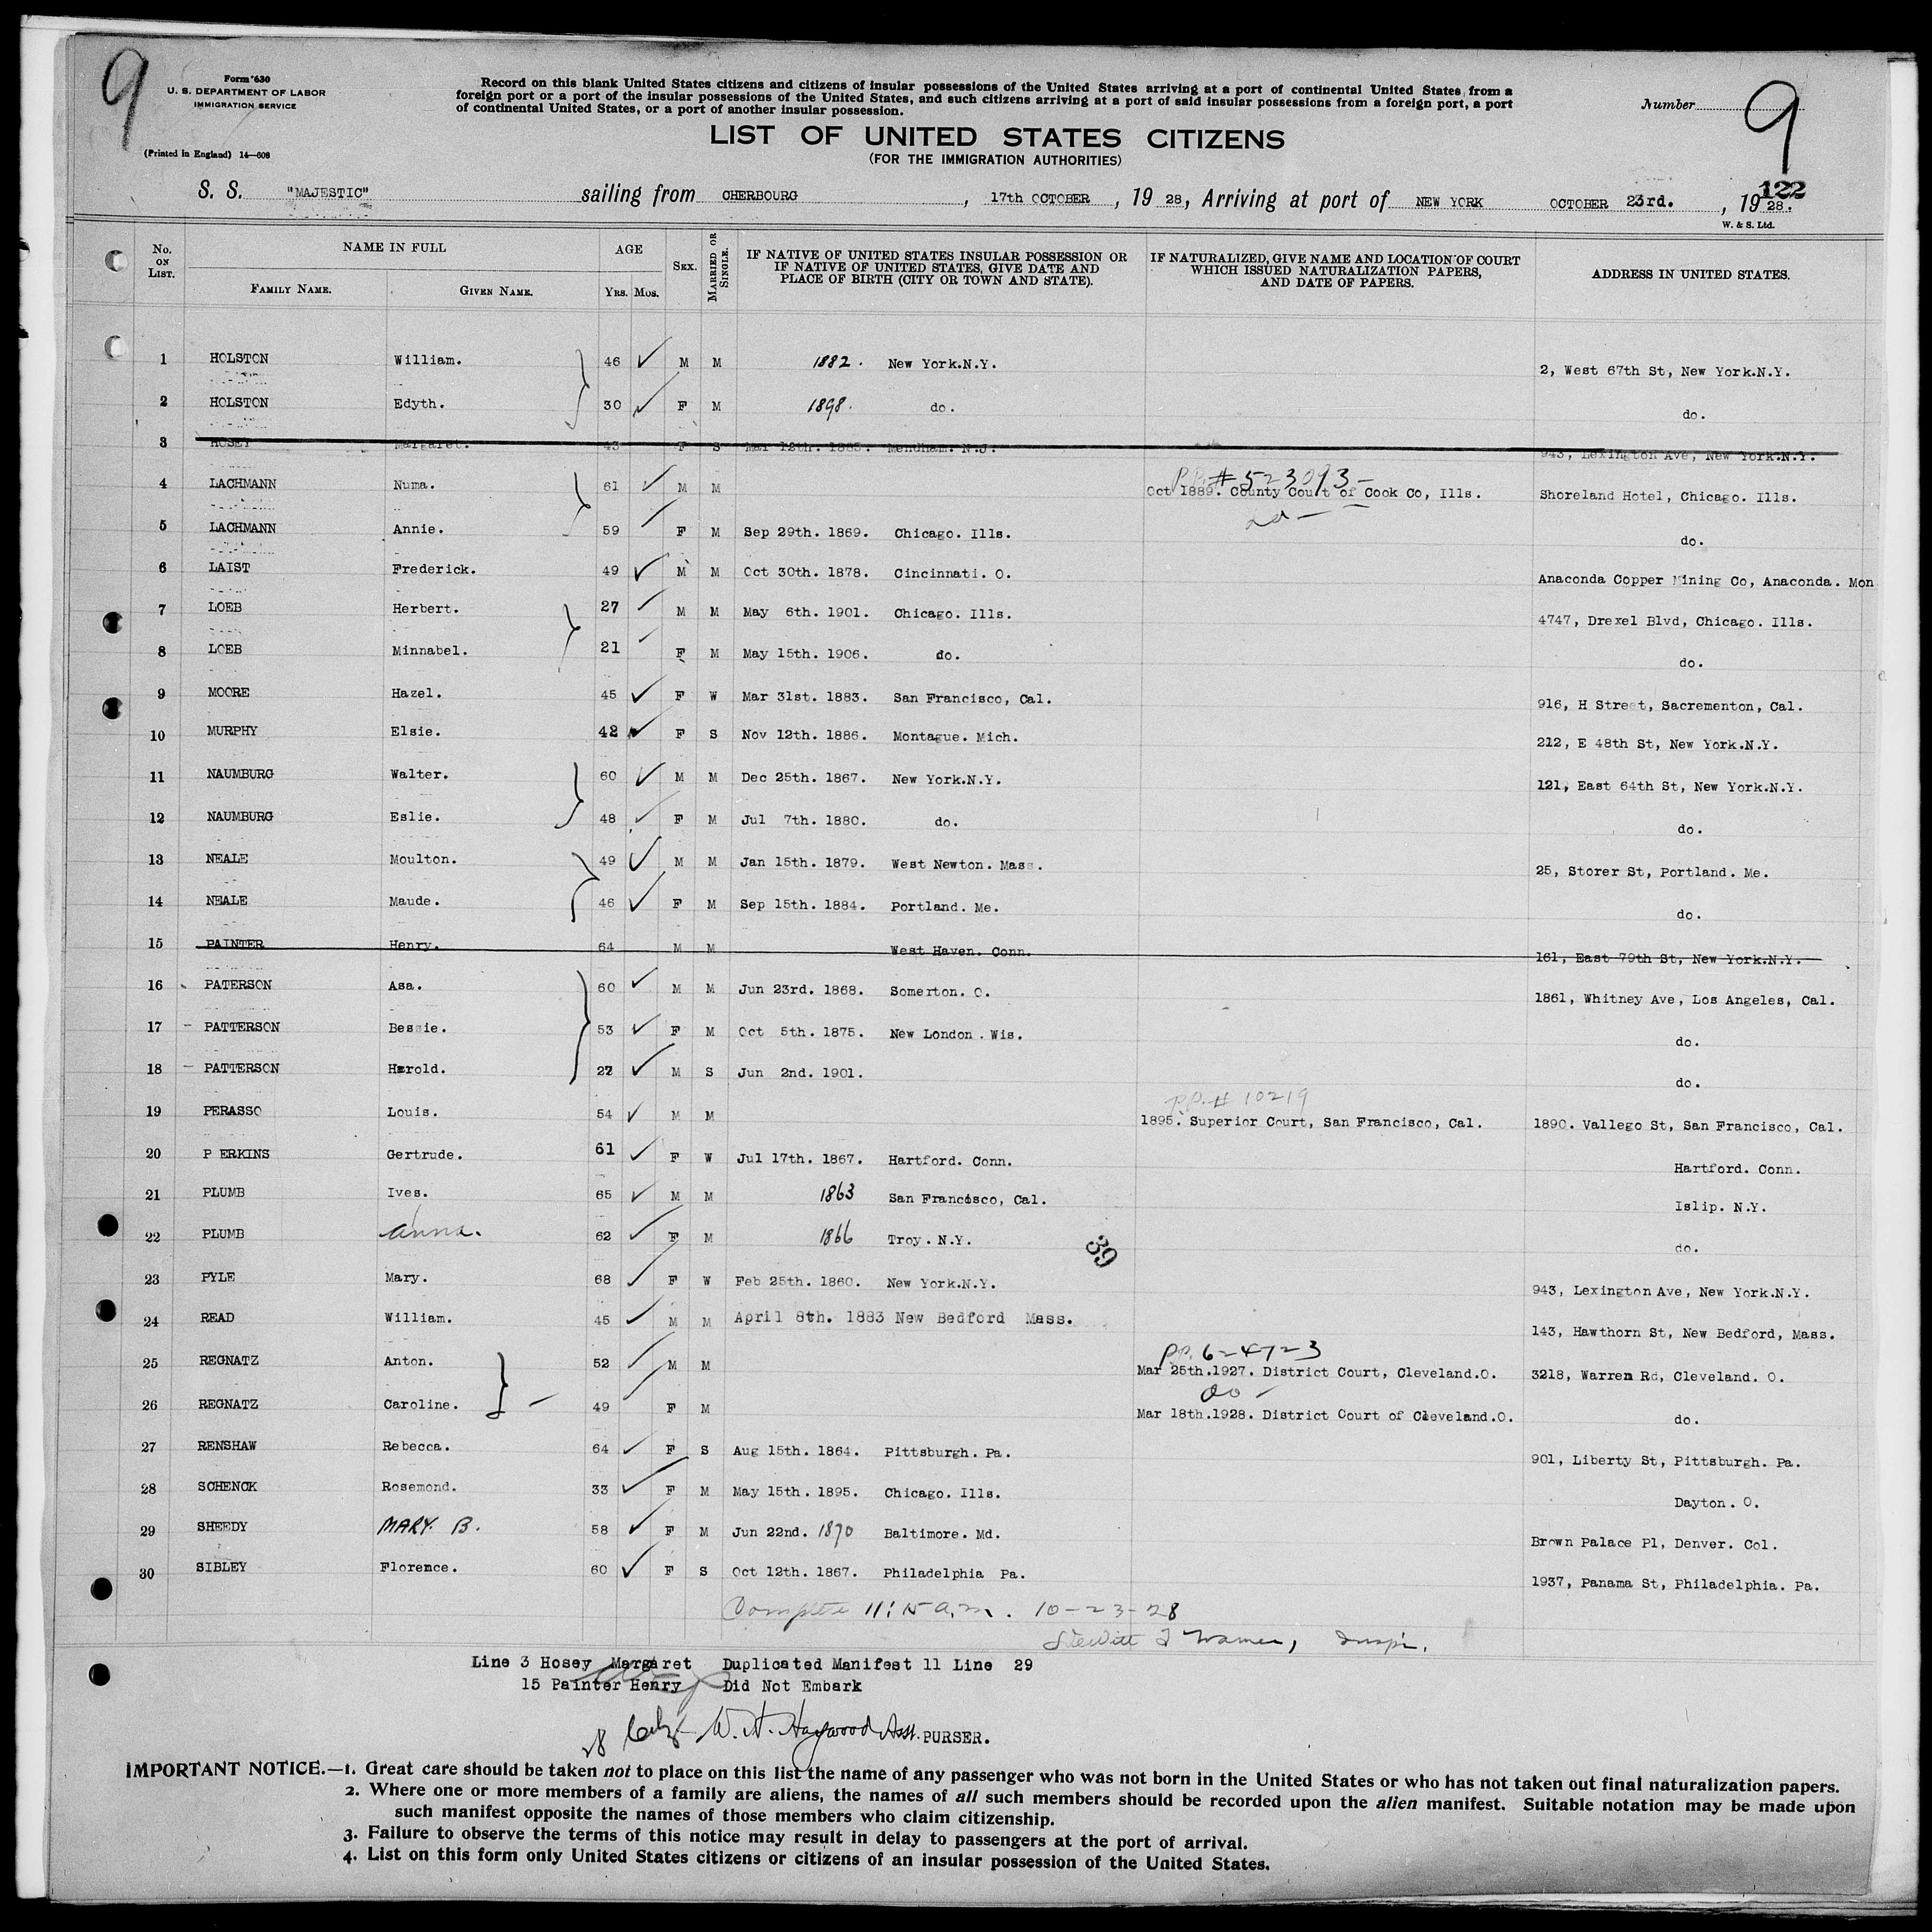 9
Form 630
U. S. DEPARTMENT OF LABOR
IMMIGRATION SERVICE
(Printed in England) 14—608
Record on this blank United States citizens and citizens of insular possessions of the United States arriving at a port of continental United States from a
foreign port or a port of the insular possessions of the United States, and such citizens arriving at a port of said insular possessions from a foreign port, a port
of continental United States, or a port of another insular possession.
Number 9
LIST OF UNITED STATES CITIZENS
(FOR THE IMMIGRATION AUTHORITIES)
122
S. S. "MAJESTIC" sailing from CHERBOURG, 17th OCTOBER, 19 28, Arriving at port of NEW YORK OCTOBER 23rd., 19 28.
W. & S. Ltd.
No. ON LIST. NAME IN FULL FAMILY NAME. GIVEN NAME. AGE YRS. MOS. SEX. MARRIED OR SINGLE. IF NATIVE OF UNITED STATES INSULAR POSSESSION OR IF NATIVE OF UNITED STATES, GIVE DATE AND PLACE OF BIRTH (CITY OR TOWN AND STATE). IF NATURALIZED, GIVE NAME AND LOCATION OF COURT WHICH ISSUED NATURALIZATION PAPERS, AND DATE OF PAPERS. ADDRESS IN UNITED STATES.
1 HOLSTON William. 46 M M 1882. New York.N.Y. 2, West 67th St, New York.N.Y.
2 HOLSTON Edyth. 30 F M 1898. do. do.
3 HOSEY Margaret. 43 F S Mar 12th. 1885. Mendham. N.J. 943, Lexington Ave, New York.N.Y.
P.P. # 523093-
4 LACHMANN Numa. 61 M M Oct 1889. County Court of Cook Co, Ills. Shoreland Hotel, Chicago. Ills.
5 LACHMANN Annie. 59 F M Sep 29th. 1869. Chicago. Ills. do - do.
6 LAIST Frederick. 49 M M Oct 30th. 1878. Cincinnati. O. Anaconda Copper Mining Co, Anaconda. Mon
7 LOEB Herbert. 27 M M May 6th. 1901. Chicago. Ills. 4747, Drexel Blvd, Chicago. Ills.
8 LOEB Minnabel. 21 F M May 15th. 1906. do. do.
9 MOORE Hazel. 45 F W Mar 31st. 1883. San Francisco, Cal. 916, H Street, Sacrementon, Cal.
10 MURPHY Elsie. 42 F S Nov 12th. 1886. Montague. Mich. 212, E 48th St, New York.N.Y.
11 NAUMBURG Walter. 60 M M Dec 25th. 1867. New York.N.Y. 121, East 64th St, New York.N.Y.
12 NAUMBURG Eslie. 48 F M Jul 7th. 1880. do. do.
13 NEALE Moulton. 49 M M Jan 15th. 1879. West Newton. Mass. 25, Storer St, Portland. Me.
14 NEALE Maude. 46 F M Sep 15th. 1884. Portland. Me. do.
15 PAINTER Henry. 64 M M West Haven. Conn. 161, East 79th St, New York.N.Y.
16 PATERSON Asa. 60 M M Jun 23rd. 1868. Somerton. O. 1861, Whitney Ave, Los Angeles, Cal.
17 - PATTERSON Bessie. 53 F M Oct 5th. 1875. New London. Wis. do.
18 - PATTERSON Harold. 27 M S Jun 2nd. 1901. do.
P.P. # 10219
19 PERASSO Louis. 54 M M 1895. Superior Court, San Francisco, Cal. 1890. Vallego St, San Francisco, Cal.
20 P ERKINS Gertrude. 61 F W Jul 17th. 1867. Hartford. Conn. Hartford. Conn.
21 PLUMB Ives. 65 M M 1863 San Francisco, Cal. Islip. N.Y.
22 PLUMB Anna. 62 F M 1866 Troy. N.Y. do.
39
23 PYLE Mary. 68 F W Feb 25th. 1860. New York.N.Y. 943, Lexington Ave, New York.N.Y.
24 READ William. 45 M M April 8th. 1883 New Bedford Mass. 143, Hawthorn St, New Bedford, Mass.
P.P. 624723
25 REGNATZ Anton. 52 M M Mar 25th.1927. District Court, Cleveland.O. 3218, Warren Rd, Cleveland. O.
do -
26 REGNATZ Caroline. 49 F M Mar 18th.1928. District Court of Cleveland.O. do.
27 RENSHAW Rebecca. 64 F S Aug 15th. 1864. Pittsburgh. Pa. 901, Liberty St, Pittsburgh. Pa.
28 SCHENCK Rosemond. 33 F M May 15th. 1895. Chicago. Ills. Dayton. O.
29 SHEEDY MARY. B. 58 F M Jun 22nd. 1870 Baltimore. Md. Brown Palace Pl, Denver. Col.
30 SIBLEY Florence. 60 F S Oct 12th. 1867. Philadelphia Pa. 1937, Panama St, Philadelphia. Pa.
Complete 11:15 a.m. 10-23-28
Insp'r.
Line 3 Hosey Margaret Duplicated Manifest 11 Line 29
15 Painter Henry Did Not Embark
28 W. H. Haywood Asst. PURSER.
IMPORTANT NOTICE.—1. Great care should be taken not to place on this list the name of any passenger who was not born in the United States or who has not taken out final naturalization papers.
2. Where one or more members of a family are aliens, the names of all such members should be recorded upon the alien manifest. Suitable notation may be made upon
such manifest opposite the names of those members who claim citizenship.
3. Failure to observe the terms of this notice may result in delay to passengers at the port of arrival.
4. List on this form only United States citizens or citizens of an insular possession of the United States.